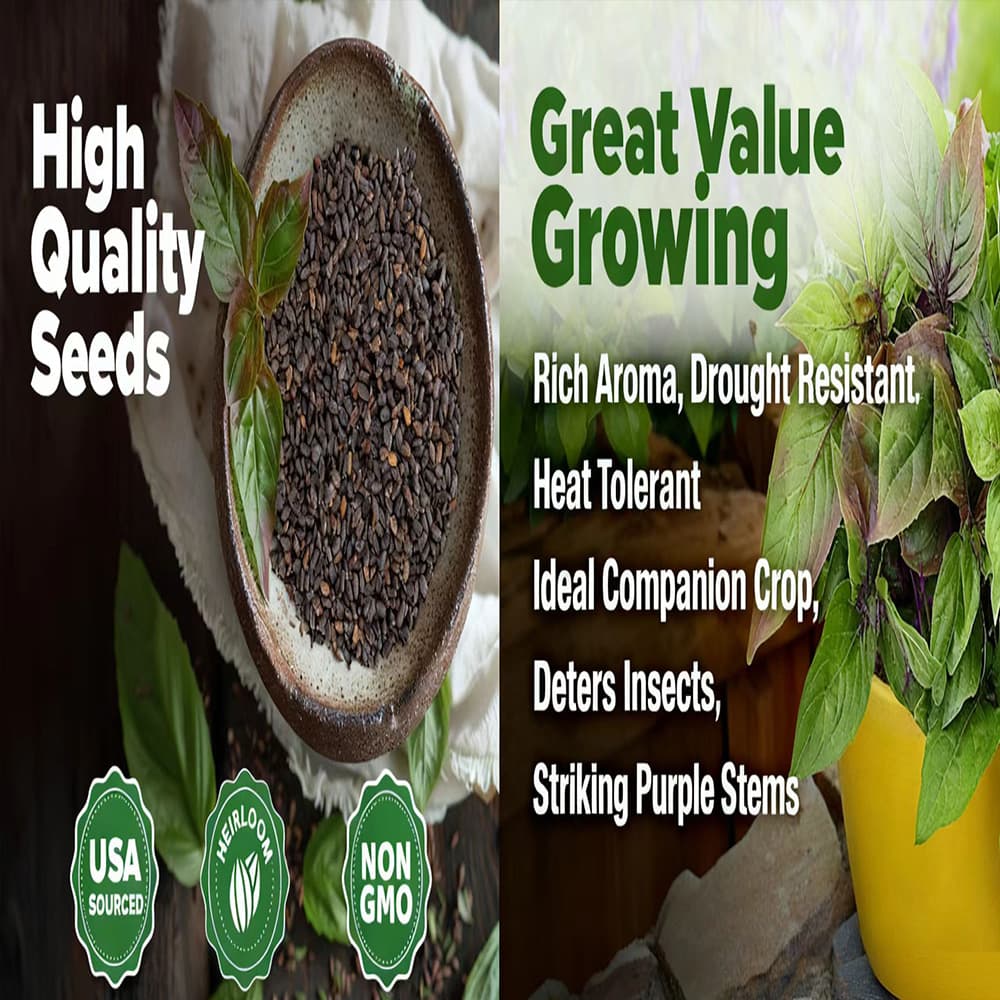 High
Quality
Seeds
USA
SOURCED
HEIRLOOM
NON
GMO
Great Value
Growing
Rich Aroma, Drought Resistant,
Heat Tolerant
Ideal Companion Crop,
Deters Insects,
Striking Purple Stems